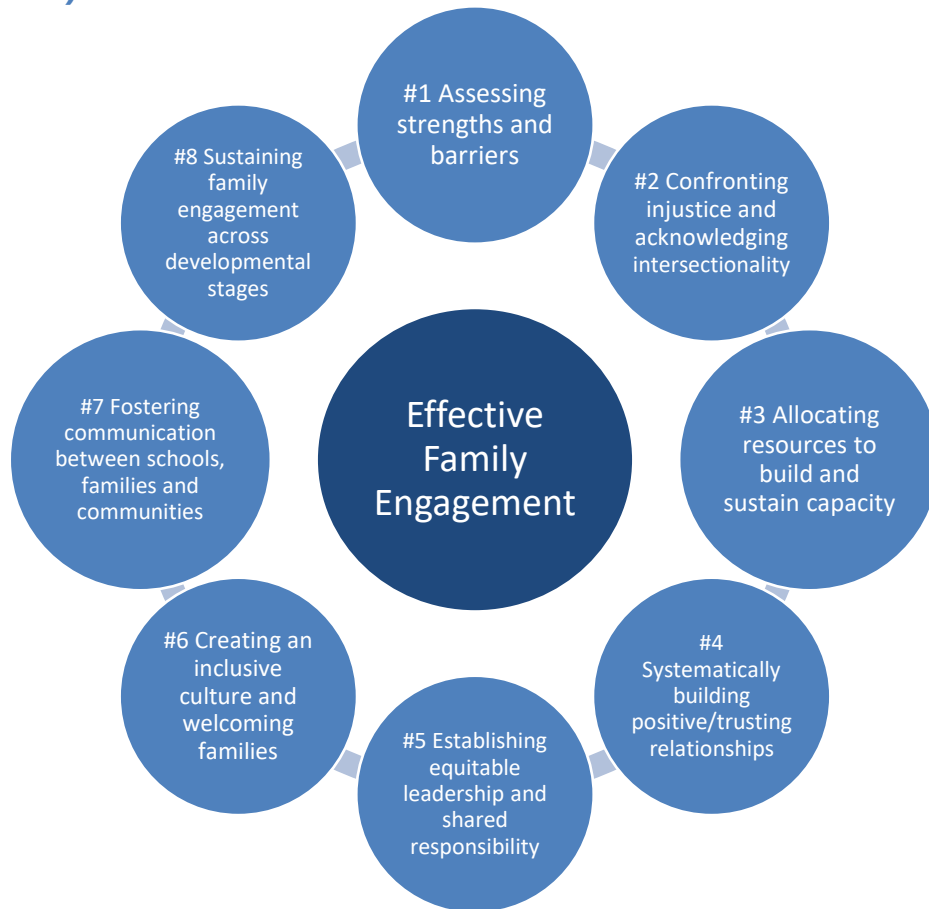 #1 Assessing
strengths and
barriers
#2 Confronting
injustice and
acknowledging
intersectionality
#3 Allocating
resources to
build and
sustain capacity
#4
Systematically
building
positive/trusting
relationships
#5 Establishing
equitable
leadership and
shared
responsibility
#6 Creating an
inclusive
culture and
welcoming
families
#7 Fostering
communication
between schools,
families and
communities
#8 Sustaining
family
engagement
across
developmental
stages
Effective
Family
Engagement